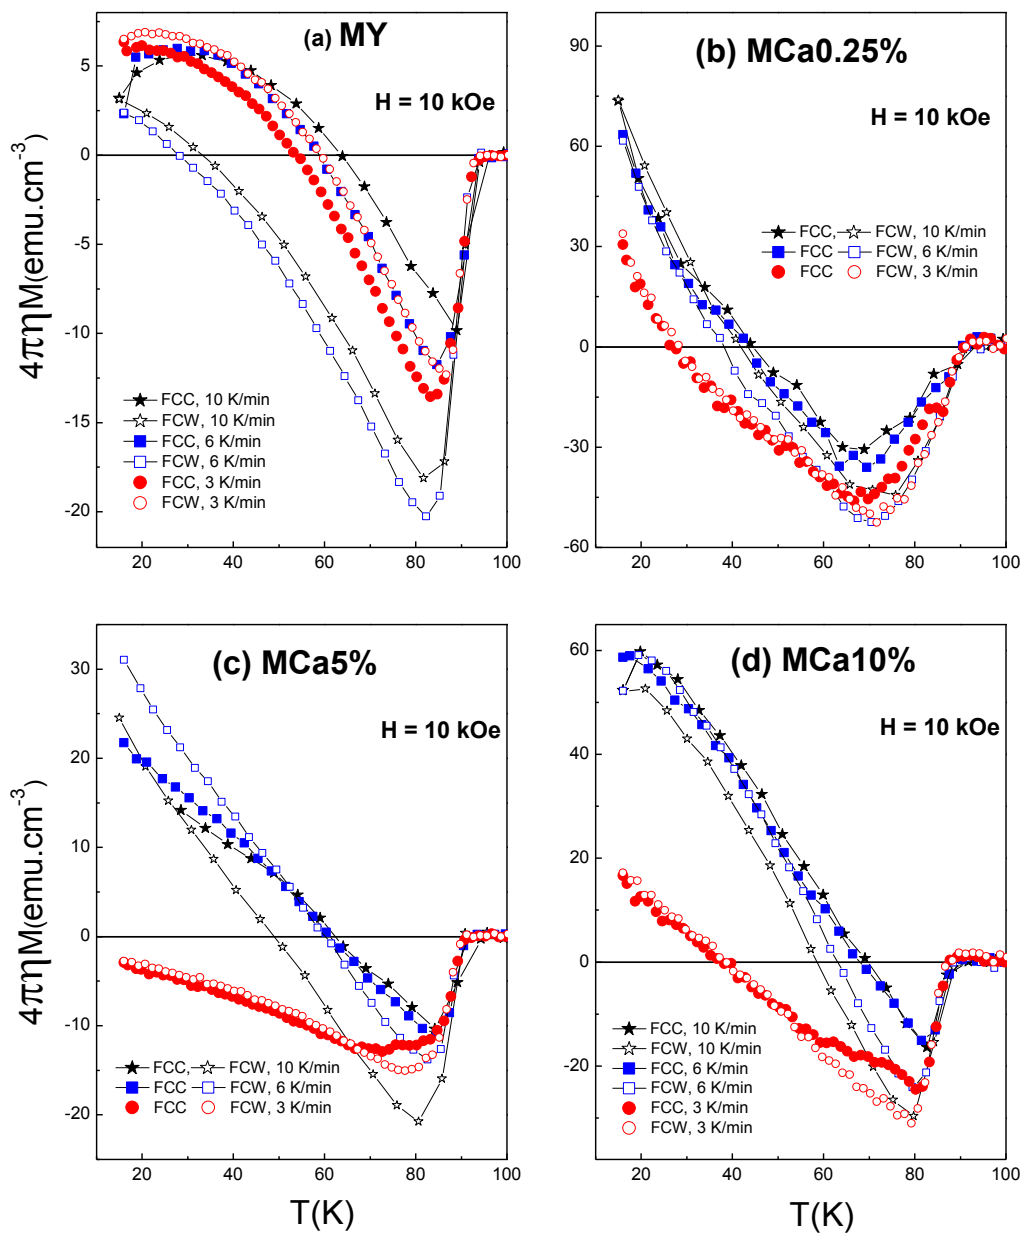 (a) MY
H = 10 kOe
5
0
-5
-10
-15
-20
4πηM(emu.cm-3)
FCC, 10 K/min
FCW, 10 K/min
FCC, 6 K/min
FCW, 6 K/min
FCC, 3 K/min
FCW, 3 K/min
20 40 60 80 100
(b) MCa0.25%
H = 10 kOe
90
60
30
0
-30
-60
FCC, FCW, 10 K/min
FCC FCW, 6 K/min
FCC FCW, 3 K/min
20 40 60 80 100
(c) MCa5%
H = 10 kOe
30
20
10
0
-10
-20
4πηM(emu.cm-3)
FCC, FCW, 10 K/min
FCC FCW, 6 K/min
FCC FCW, 3 K/min
20 40 60 80 100
T(K)
(d) MCa10%
H = 10 kOe
60
40
20
0
-20
FCC, 10 K/min
FCW, 10 K/min
FCC, 6 K/min
FCW, 6 K/min
FCC, 3 K/min
FCW, 3 K/min
20 40 60 80 100
T(K)